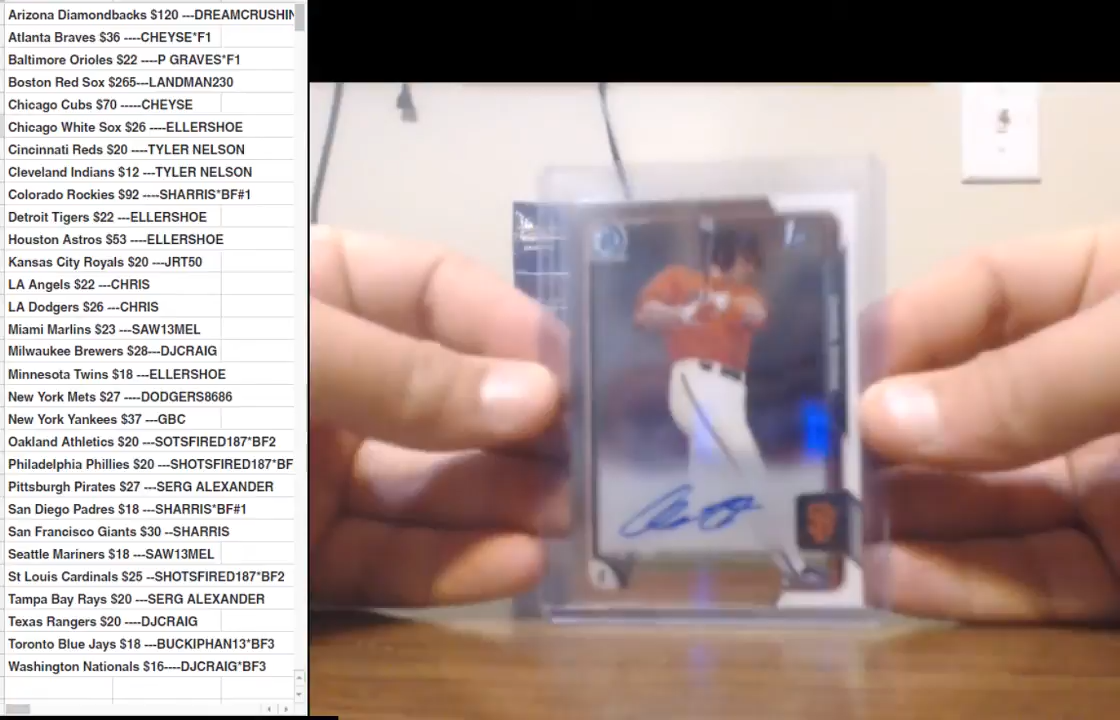 Arizona Diamondbacks $120 ---DREAMCRUSHIN
Atlanta Braves $36 ----CHEYSE*F1
Baltimore Orioles $22 ----P GRAVES*F1
Boston Red Sox $265---LANDMAN230
Chicago Cubs $70 -----CHEYSE
Chicago White Sox $26 ----ELLERSHOE
Cincinnati Reds $20 ----TYLER NELSON
Cleveland Indians $12 ---TYLER NELSON
Colorado Rockies $92 ----SHARRIS*BF#1
Detroit Tigers $22 ---ELLERSHOE
Houston Astros $53 ----ELLERSHOE
Kansas City Royals $20 ---JRT50
LA Angels $22 ---CHRIS
LA Dodgers $26 ---CHRIS
Miami Marlins $23 ---SAW13MEL
Milwaukee Brewers $28---DJCRAIG
Minnesota Twins $18 ---ELLERSHOE
New York Mets $27 ----DODGERS8686
New York Yankees $37 ---GBC
Oakland Athletics $20 ---SOTSFIRED187*BF2
Philadelphia Phillies $20 ---SHOTSFIRED187*BF
Pittsburgh Pirates $27 ---SERG ALEXANDER
San Diego Padres $18 ---SHARRIS*BF#1
San Francisco Giants $30 --SHARRIS
Seattle Mariners $18 ---SAW13MEL
St Louis Cardinals $25 --SHOTSFIRED187*BF2
Tampa Bay Rays $20 ---SERG ALEXANDER
Texas Rangers $20 ----DJCRAIG
Toronto Blue Jays $18 ---BUCKIPHAN13*BF3
Washington Nationals $16----DJCRAIG*BF3
SF